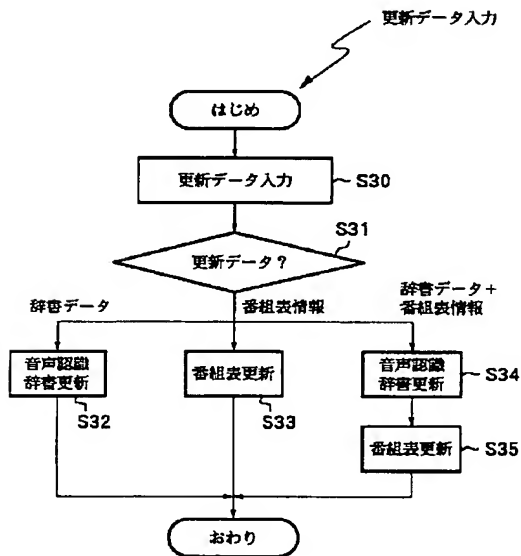 更新データ入力
はじめ
更新データ入力
S30
S31
更新データ？
辞書データ
番組表情報
辞書データ＋
番組表情報
音声認識
辞書更新
S32
番組表更新
S33
音声認識
辞書更新
S34
番組表更新
S35
おわり